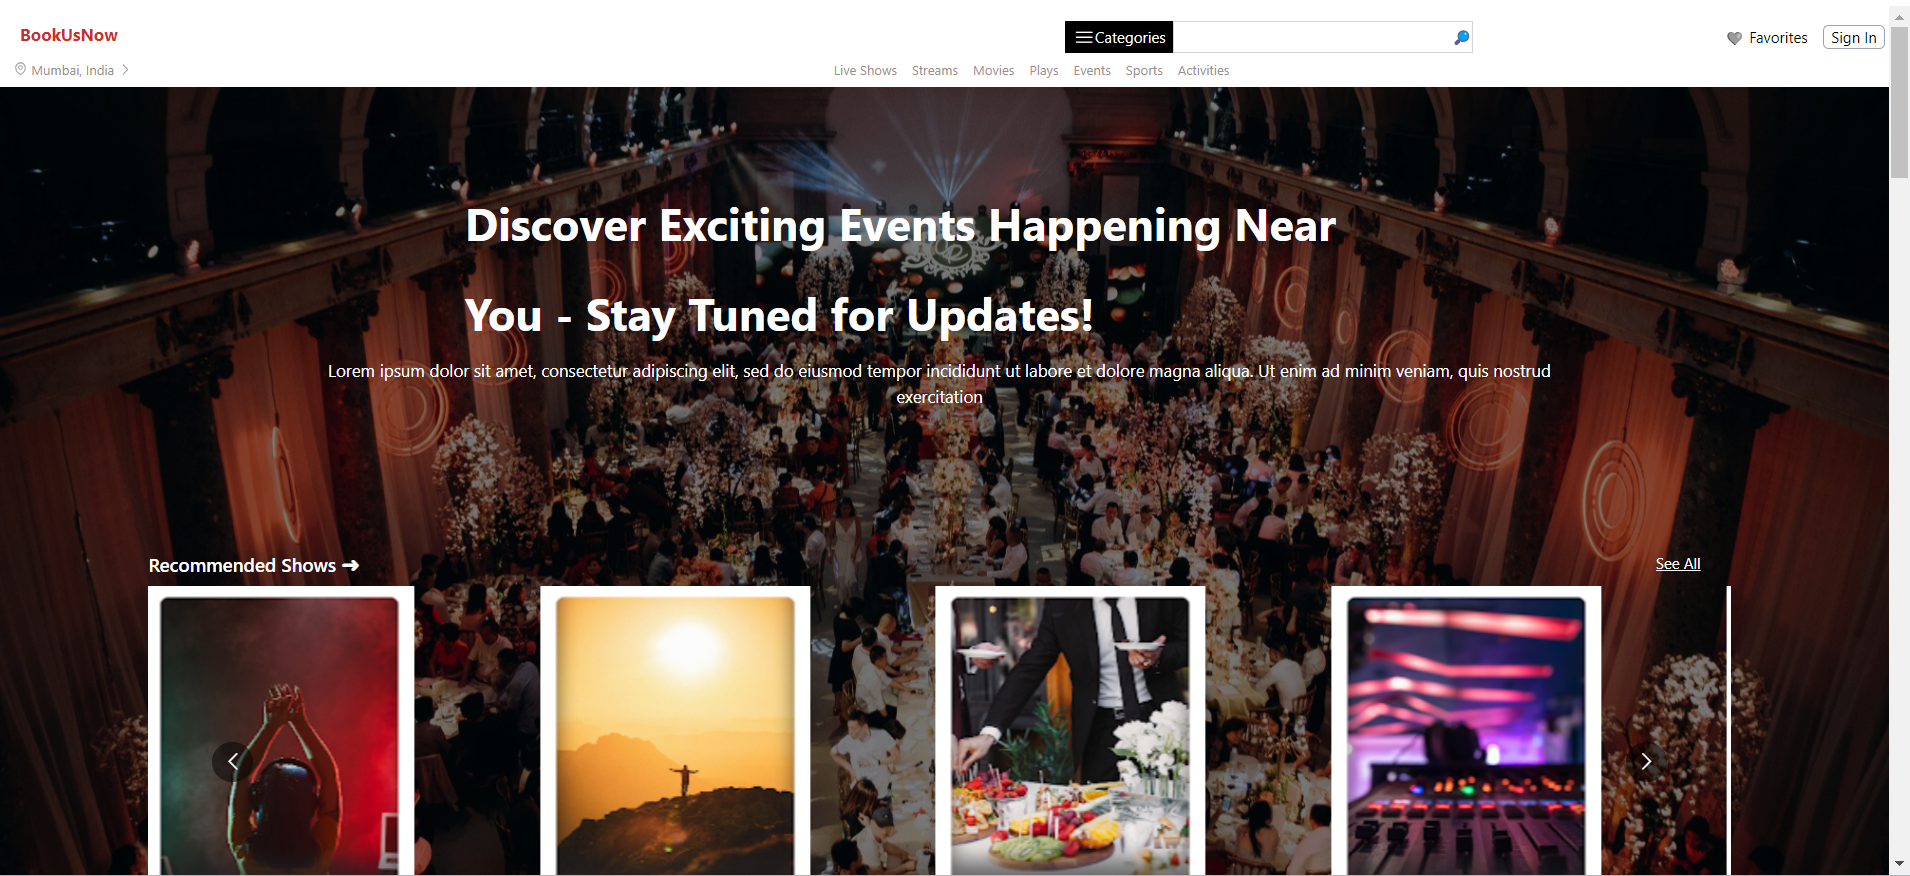 BookUsNow
Categories
Favorites
Sign In
Mumbai, India
Live Shows Streams Movies Plays Events Sports Activities
Discover Exciting Events Happening Near
You - Stay Tuned for Updates!
Lorem ipsum dolor sit amet, consectetur adipiscing elit, sed do eiusmod tempor incididunt ut labore et dolore magna aliqua. Ut enim ad minim veniam, quis nostrud
exercitation
Recommended Shows ➜
See All